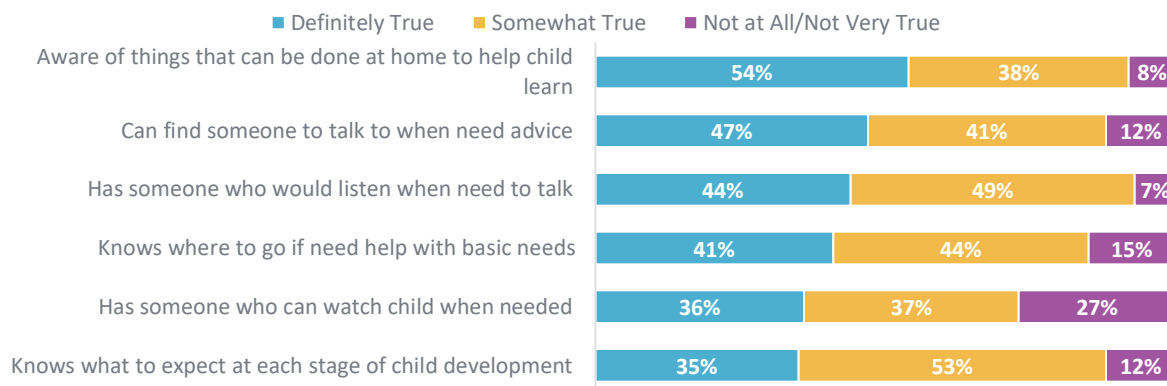 Definitely True Somewhat True Not at All/Not Very True
Aware of things that can be done at home to help child
learn
54% 38% 8%
Can find someone to talk to when need advice 47% 41% 12%
Has someone who would listen when need to talk 44% 49% 7%
Knows where to go if need help with basic needs 41% 44% 15%
Has someone who can watch child when needed 36% 37% 27%
Knows what to expect at each stage of child development 35% 53% 12%